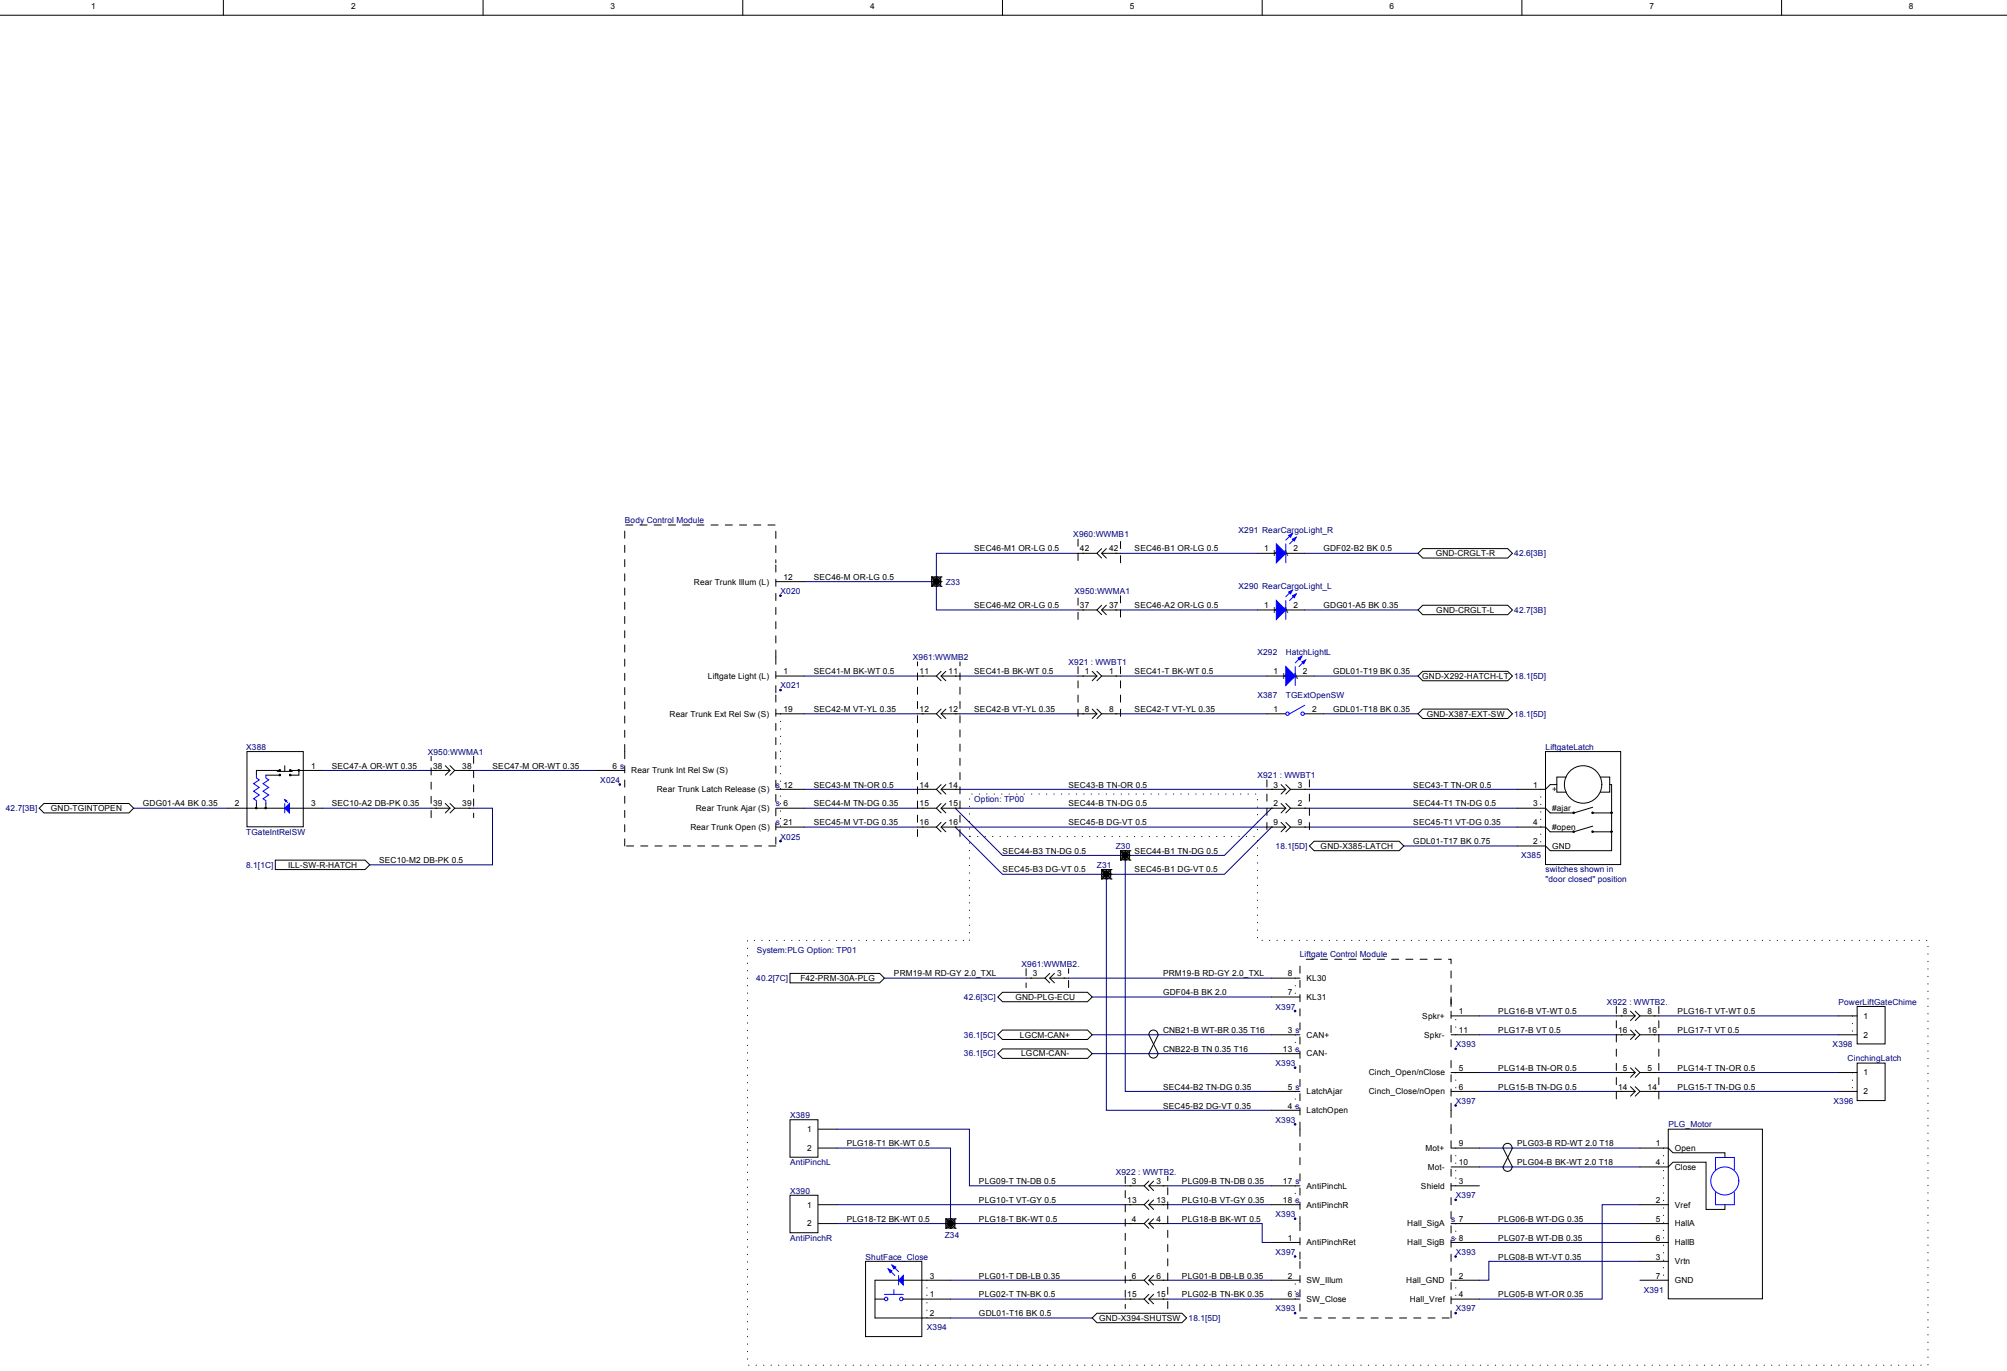 1 2 3 4 5 6 7 8
Body Control Module
Rear Trunk Illum (L) 12 SEC46-M OR-LG 0.5 Z33
X020
X960:WWMB1
SEC46-M1 OR-LG 0.5 42 42 SEC46-B1 OR-LG 0.5
X291 RearCargoLight_R
1 2 GDF02-B2 BK 0.5 GND-CRGLT-R 42.6[3B]
X950:WWMA1
SEC46-M2 OR-LG 0.5 37 37 SEC46-A2 OR-LG 0.5
X290 RearCargoLight_L
1 2 GDG01-A5 BK 0.35 GND-CRGLT-L 42.7[3B]
X961:WWMB2
X921 : WWBT1
X292 HatchLightL
Liftgate Light (L) 1 SEC41-M BK-WT 0.5 11 11 SEC41-B BK-WT 0.5 1 1 SEC41-T BK-WT 0.5 1 2 GDL01-T19 BK 0.35 GND-X292-HATCH-LT 18.1[5D]
X021
X387 TGExtOpenSW
Rear Trunk Ext Rel Sw (S) 19 SEC42-M VT-YL 0.35 12 12 SEC42-B VT-YL 0.35 8 8 SEC42-T VT-YL 0.35 1 2 GDL01-T18 BK 0.35 GND-X387-EXT-SW 18.1[5D]
X388
X950:WWMA1
1 SEC47-A OR-WT 0.35 38 38 SEC47-M OR-WT 0.35 6 s Rear Trunk Int Rel Sw (S)
X024
42.7[3B] GND-TGINTOPEN GDG01-A4 BK 0.35 2 3 SEC10-A2 DB-PK 0.35 39 39
TGateIntRelSW
8.1[1C] ILL-SW-R-HATCH SEC10-M2 DB-PK 0.5
X921 : WWBT1
LiftgateLatch
Rear Trunk Latch Release (S) s 12 SEC43-M TN-OR 0.5 14 14 SEC43-B TN-OR 0.5 3 3 SEC43-T TN-OR 0.5 1 +
Option: TP00
Rear Trunk Ajar (S) s 6 SEC44-M TN-DG 0.35 15 15 SEC44-B TN-DG 0.5 2 2 SEC44-T1 TN-DG 0.5 3 #ajar
Rear Trunk Open (S) s 21 SEC45-M VT-DG 0.35 16 16 SEC45-B DG-VT 0.5 9 9 SEC45-T1 VT-DG 0.35 4 #open
X025
18.1[5D] GND-X385-LATCH GDL01-T17 BK 0.75 2 GND
X385
switches shown in
"door closed" position
SEC44-B3 TN-DG 0.5 Z30 SEC44-B1 TN-DG 0.5
SEC45-B3 DG-VT 0.5 Z31 SEC45-B1 DG-VT 0.5
System:PLG Option: TP01
Liftgate Control Module
X961:WWMB2.
40.2[7C] F42-PRM-30A-PLG PRM19-M RD-GY 2.0_TXL 3 3 PRM19-B RD-GY 2.0_TXL 8 KL30
42.6[3C] GND-PLG-ECU GDF04-B BK 2.0 7 KL31
X397
36.1[5C] LGCM-CAN+ CNB21-B WT-BR 0.35 T16 3 s CAN+
36.1[5C] LGCM-CAN- CNB22-B TN 0.35 T16 13 s CAN-
X393
SEC44-B2 TN-DG 0.35 5 s LatchAjar
SEC45-B2 DG-VT 0.35 4 s LatchOpen
X393
X922 : WWTB2.
PowerLiftGateChime
Spkr+ 1 PLG16-B VT-WT 0.5 8 8 PLG16-T VT-WT 0.5 1
Spkr- 11 PLG17-B VT 0.5 16 16 PLG17-T VT 0.5 2
X393
X398
CinchingLatch
Cinch_Open/nClose 5 PLG14-B TN-OR 0.5 5 5 PLG14-T TN-OR 0.5 1
Cinch_Close/nOpen 6 PLG15-B TN-DG 0.5 14 14 PLG15-T TN-DG 0.5 2
X397
X396
X389
1
2 PLG18-T1 BK-WT 0.5
AntiPinchL
X922 : WWTB2.
PLG09-T TN-DB 0.5 3 3 PLG09-B TN-DB 0.35 17 s AntiPinchL
X390
1 PLG10-T VT-GY 0.5 13 13 PLG10-B VT-GY 0.35 18 s AntiPinchR
X393
2 PLG18-T2 BK-WT 0.5 PLG18-T BK-WT 0.5 4 4 PLG18-B BK-WT 0.5
Z34
AntiPinchR
1 AntiPinchRet
X397
ShutFace_Close
3 PLG01-T DB-LB 0.35 6 6 PLG01-B DB-LB 0.35 2 SW_Illum
1 PLG02-T TN-BK 0.5 15 15 PLG02-B TN-BK 0.35 6 s SW_Close
X393
2 GDL01-T16 BK 0.5 GND-X394-SHUTSW 18.1[5D]
X394
PLG_Motor
Mot+ 9 PLG03-B RD-WT 2.0 T18 1 Open
Mot- 10 PLG04-B BK-WT 2.0 T18 4 Close
Shield 3
X397
2 Vref
Hall_SigA s 7 PLG06-B WT-DG 0.35 5 HallA
Hall_SigB s 8 PLG07-B WT-DB 0.35 6 HallB
X393
PLG08-B WT-VT 0.35 3 Vrtn
Hall_GND 2
7 GND
X391
Hall_Vref 4 PLG05-B WT-OR 0.35
X397